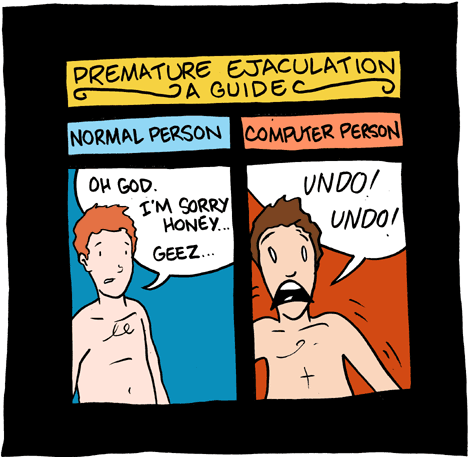 PREMATURE EJACULATION
A GUIDE
NORMAL PERSON
COMPUTER PERSON
OH GOD.
I'M SORRY
HONEY...
GEEZ...
UNDO!
UNDO!